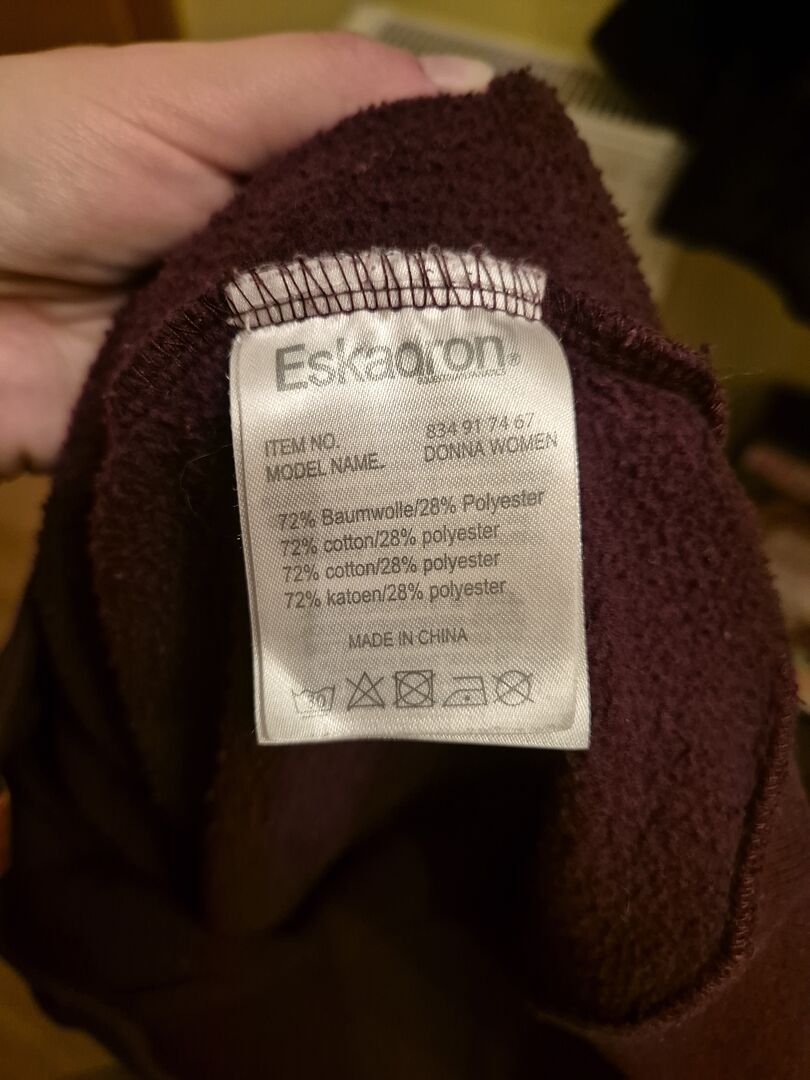 Eskadron®
ITEM NO. 834 91 74 67
MODEL NAME. DONNA WOMEN
72% Baumwolle/28% Polyester
72% cotton/28% polyester
72% cotton/28% polyester
72% katoen/28% polyester
MADE IN CHINA
30